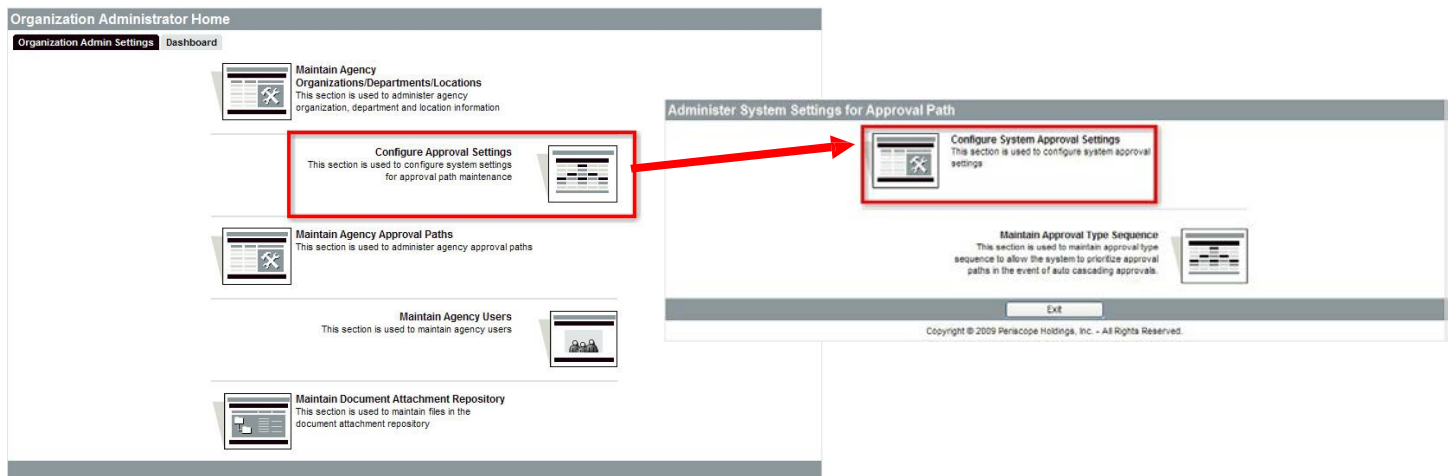 Organization Administrator Home
Organization Admin Settings Dashboard
Maintain Agency
Organizations/Departments/Locations
This section is used to administer agency
organization, department and location information
Configure Approval Settings
This section is used to configure system settings
for approval path maintenance
Maintain Agency Approval Paths
This section is used to administer agency approval paths
Maintain Agency Users
This section is used to maintain agency users
Maintain Document Attachment Repository
This section is used to maintain files in the
document attachment repository
Administer System Settings for Approval Path
Configure System Approval Settings
This section is used to configure system approval
settings
Maintain Approval Type Sequence
This section is used to maintain approval type
sequence to allow the system to prioritize approval
paths in the event of auto cascading approvals.
Exit
Copyright © 2009 Periscope Holdings, Inc. - All Rights Reserved.